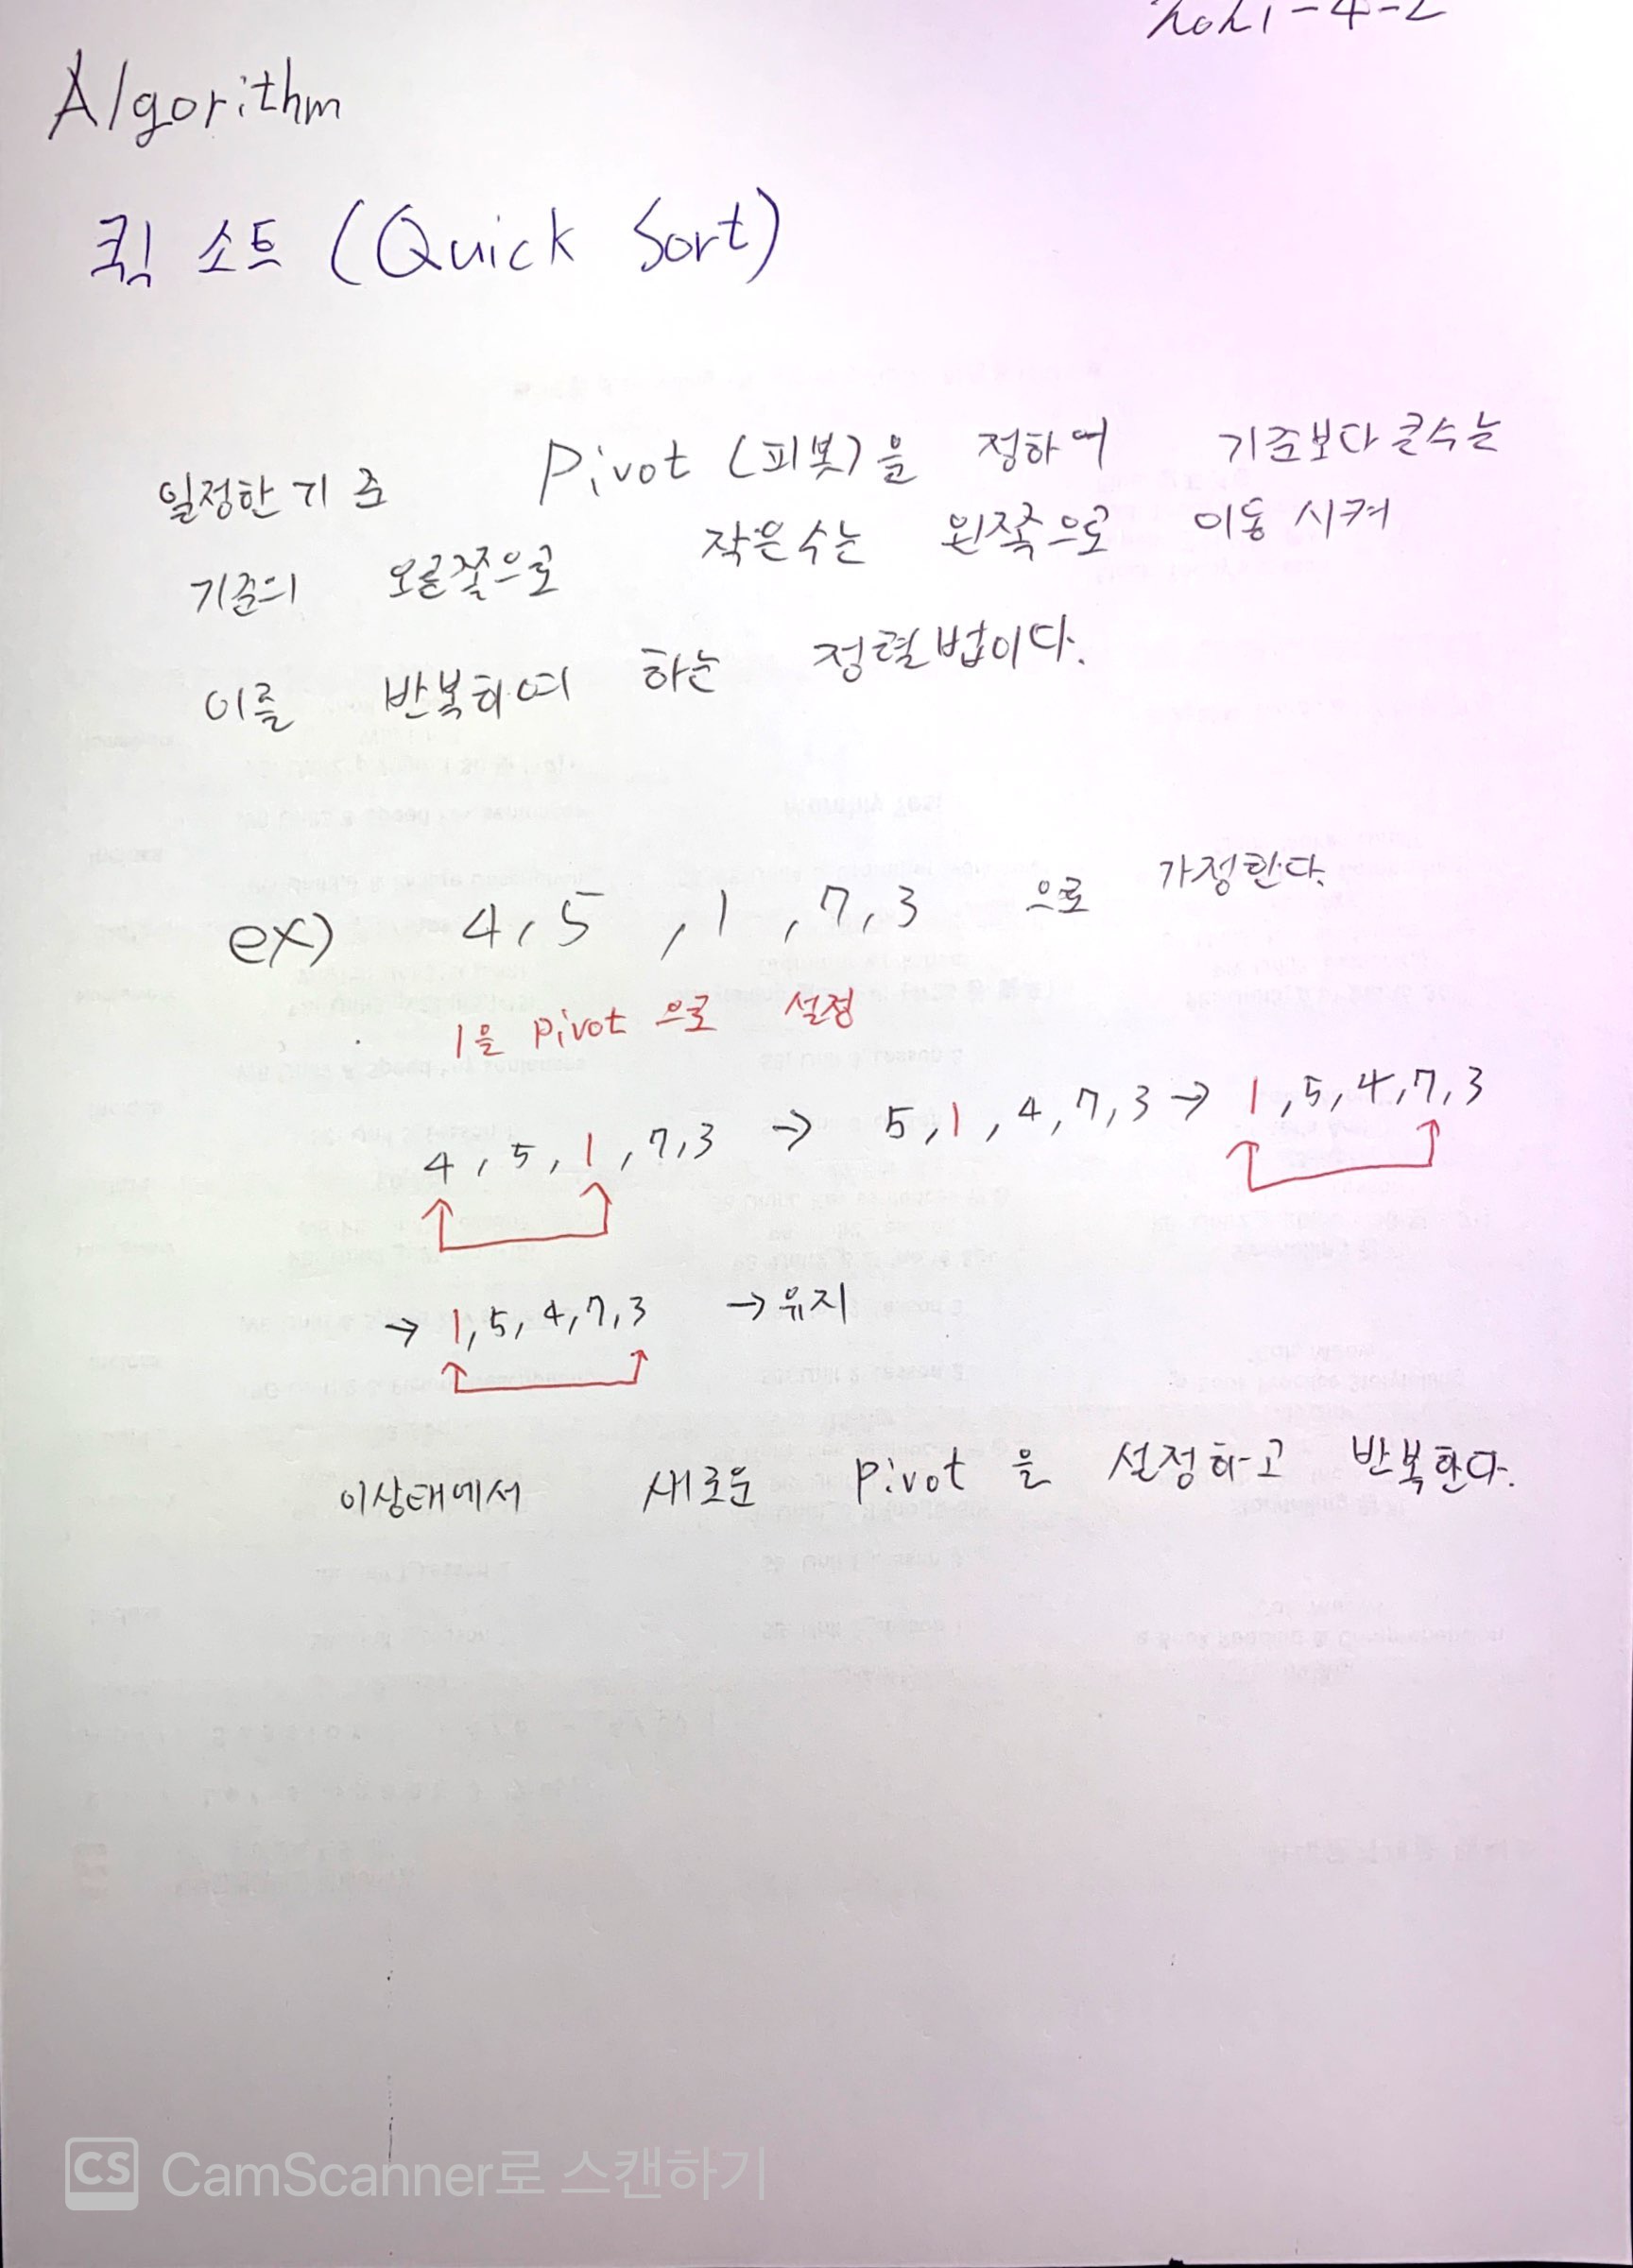 2021-4-2
Algorithm
퀵 소트 (Quick Sort)
일정한 기준 Pivot (피봇)을 정하여 기준보다 큰수는
기준의 오른쪽으로 작은수는 왼쪽으로 이동 시켜
이를 반복하여 하는 정렬법이다.
ex) 4, 5 , 1 , 7, 3 으로 가정한다.
1을 Pivot 으로 설정
4 , 5 , 1 , 7, 3 → 5, 1 , 4, 7, 3 → 1 , 5, 4, 7, 3
→ 1, 5, 4, 7, 3 → 유지
이상태에서 새로운 Pivot 을 설정하고 반복한다.
CS CamScanner로 스캔하기